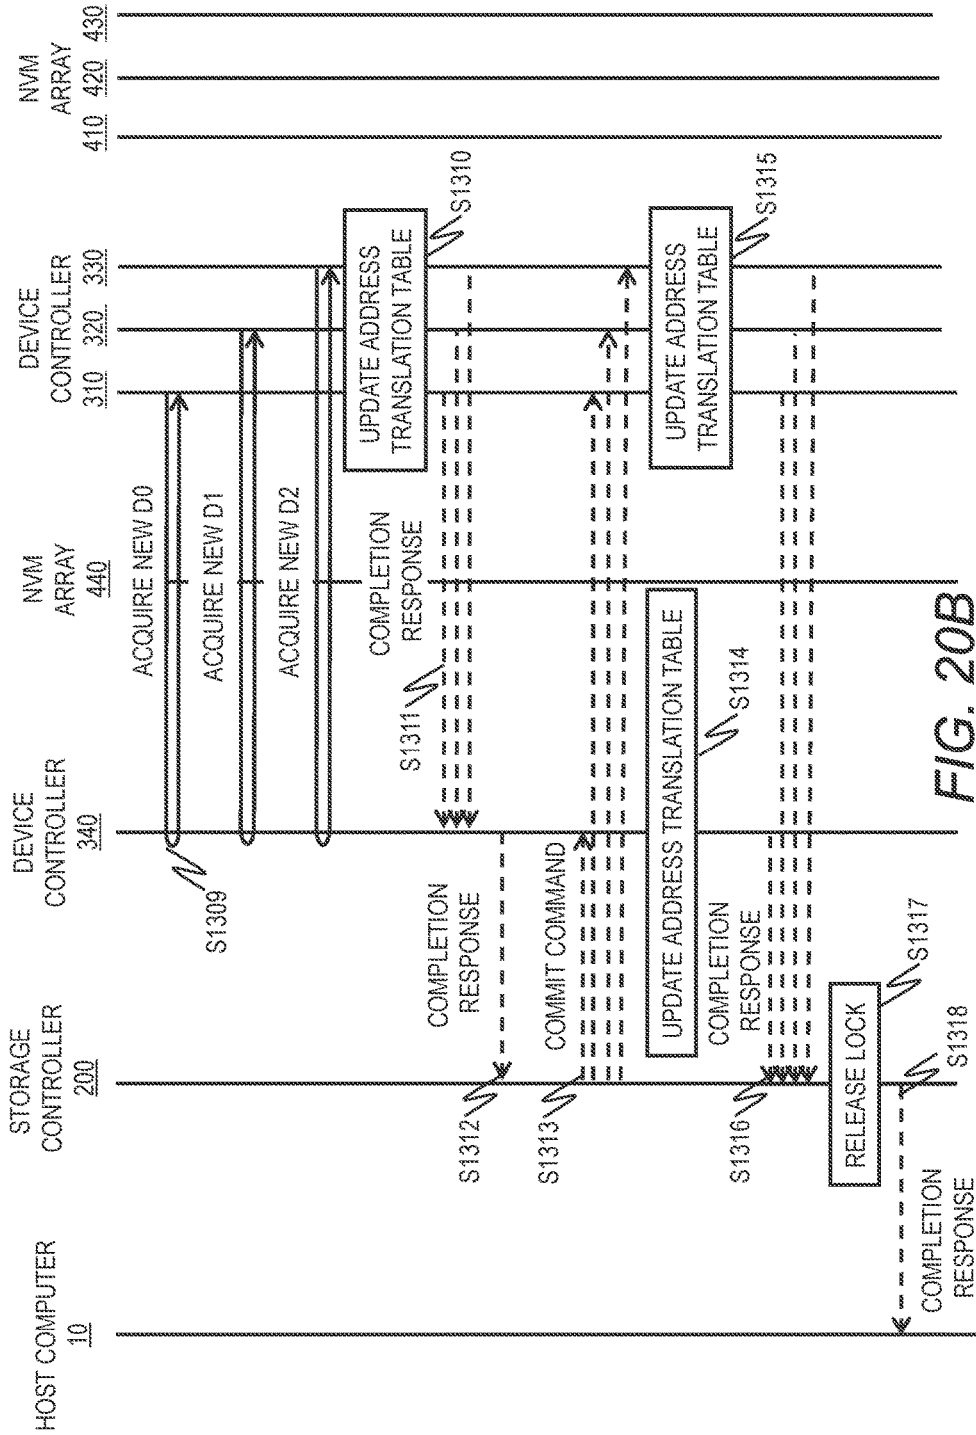 HOST COMPUTER
10
STORAGE
CONTROLLER
200
DEVICE
CONTROLLER
340
NVM
ARRAY
440
DEVICE
CONTROLLER
310 320 330
NVM
ARRAY
410 420 430
ACQUIRE NEW D0
S1309
ACQUIRE NEW D1
ACQUIRE NEW D2
UPDATE ADDRESS
TRANSLATION TABLE
S1310
COMPLETION
RESPONSE
S1311
COMPLETION
RESPONSE
S1312
COMMIT COMMAND
S1313
UPDATE ADDRESS TRANSLATION TABLE
S1314
UPDATE ADDRESS
TRANSLATION TABLE
S1315
COMPLETION
RESPONSE
S1316
RELEASE LOCK
S1317
S1318
COMPLETION
RESPONSE
FIG. 20B